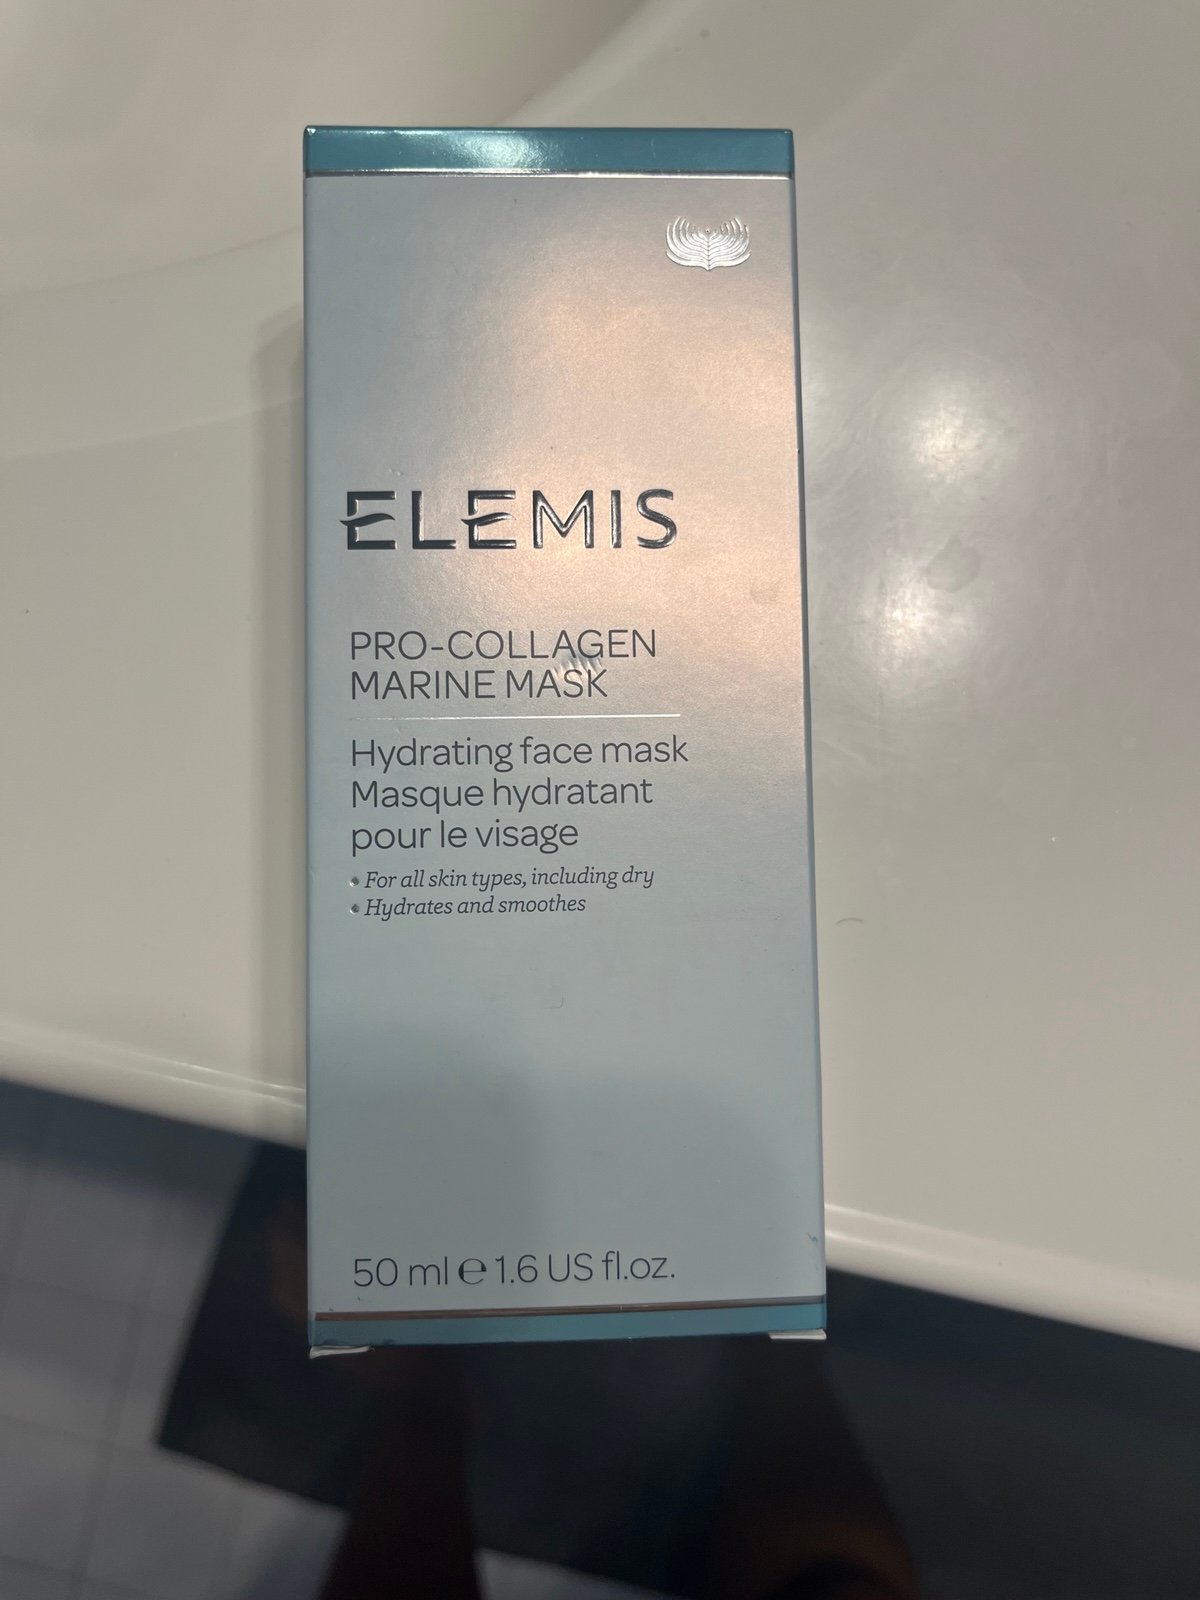 ELEMIS
PRO-COLLAGEN
MARINE MASK
Hydrating face mask
Masque hydratant
pour le visage
• For all skin types, including dry
• Hydrates and smoothes
50 ml ℮ 1.6 US fl.oz.